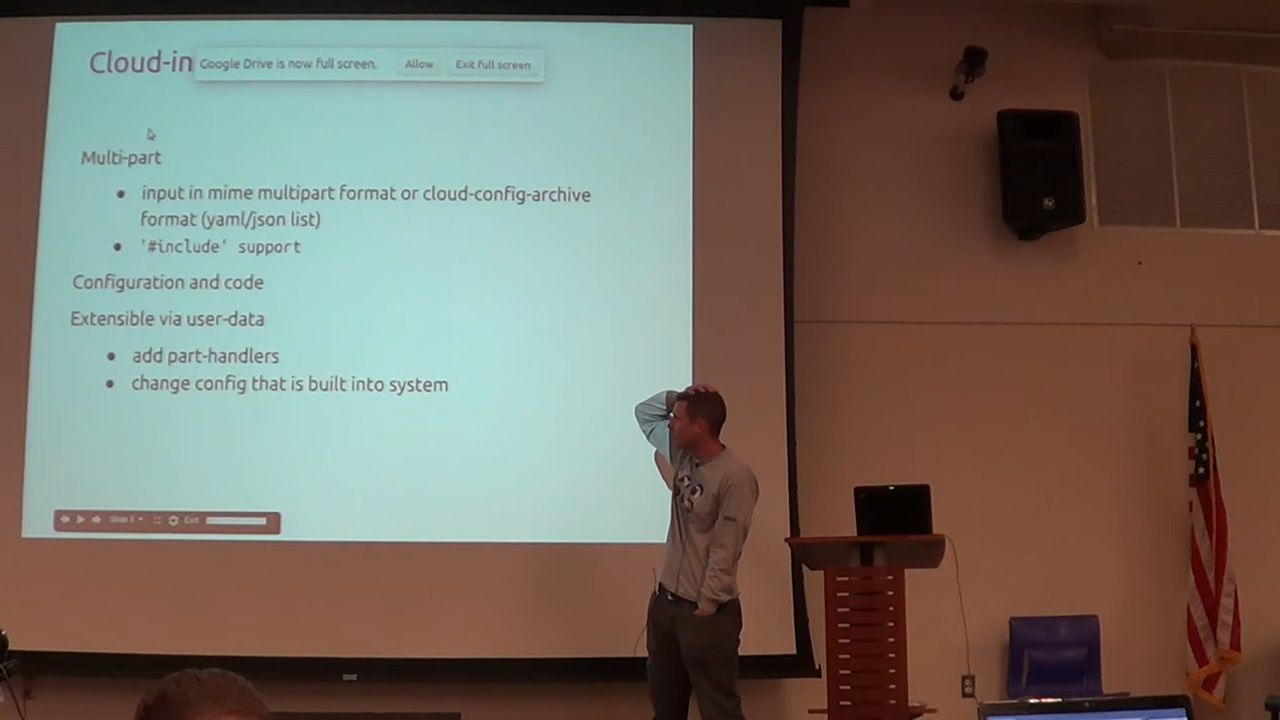 Cloud-in
Google Drive is now full screen. Allow Exit full screen
Multi-part
● input in mime multipart format or cloud-config-archive
format (yaml/json list)
● '#include' support
Configuration and code
Extensible via user-data
● add part-handlers
● change config that is built into system
Slide 5 Exit